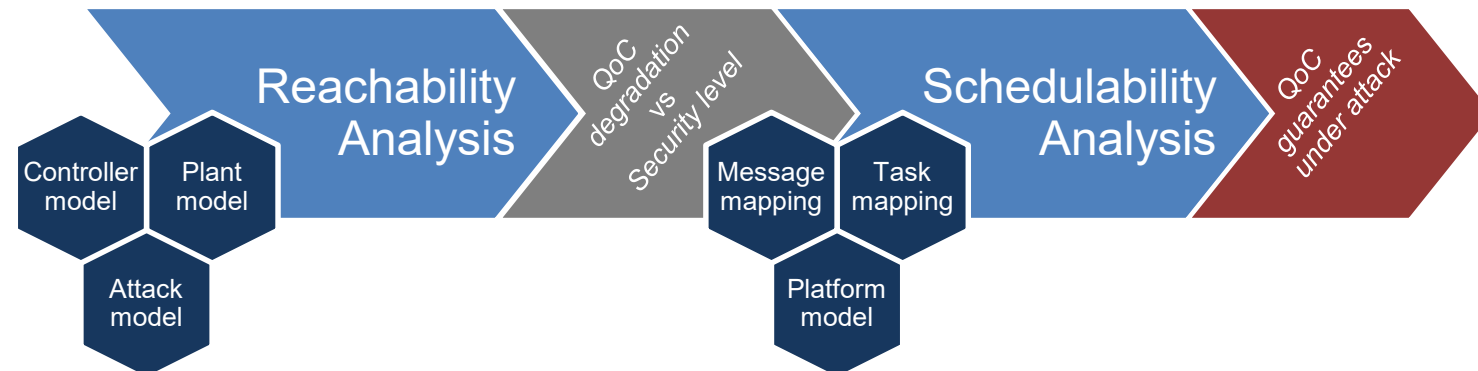 Reachability
Analysis
QoC
degradation
vs
Security level
Schedulability
Analysis
QoC
guarantees
under attack
Controller
model
Plant
model
Attack
model
Message
mapping
Task
mapping
Platform
model